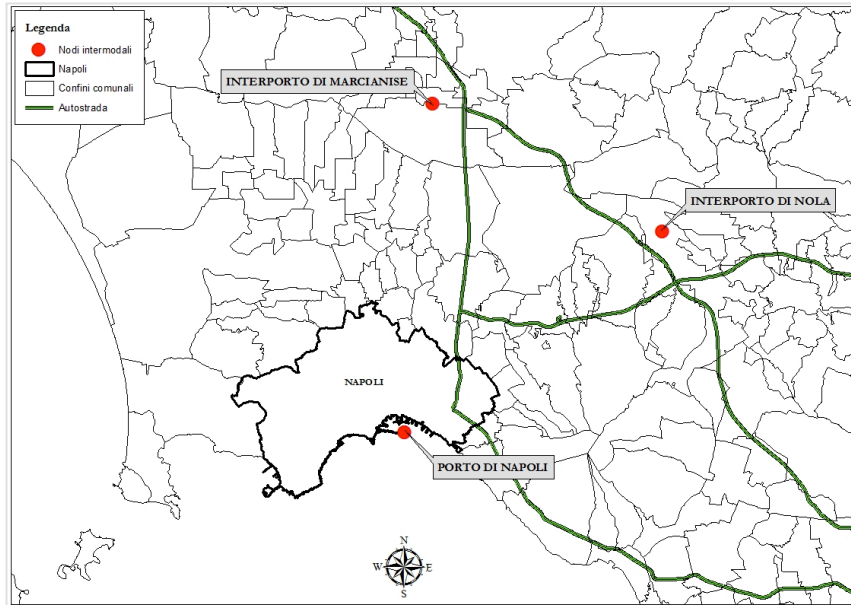 Legenda
Nodi intermodali
Napoli
Confini comunali
Autostrada
INTERPORTO DI MARCIANISE
INTERPORTO DI NOLA
NAPOLI
PORTO DI NAPOLI
N
W E
S